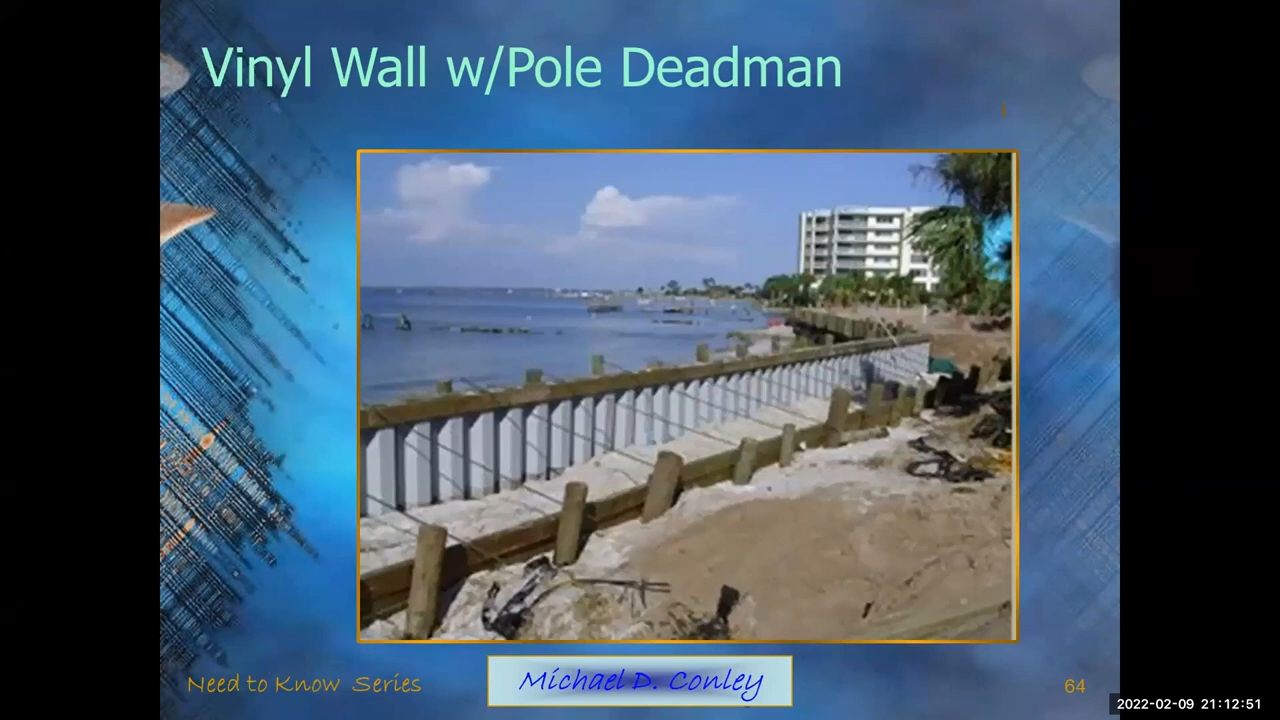 Vinyl Wall w/Pole Deadman
Need to Know Series
Michael D. Conley
64
2022-02-09 21:12:51